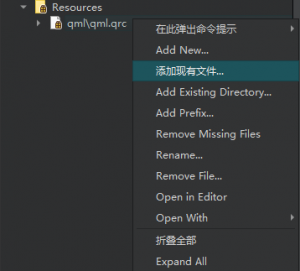 Resources
qml\qml.qrc
在此弹出命令提示
Add New...
添加现有文件...
Add Existing Directory...
Add Prefix...
Remove Missing Files
Rename...
Remove File...
Open in Editor
Open With
折叠全部
Expand All